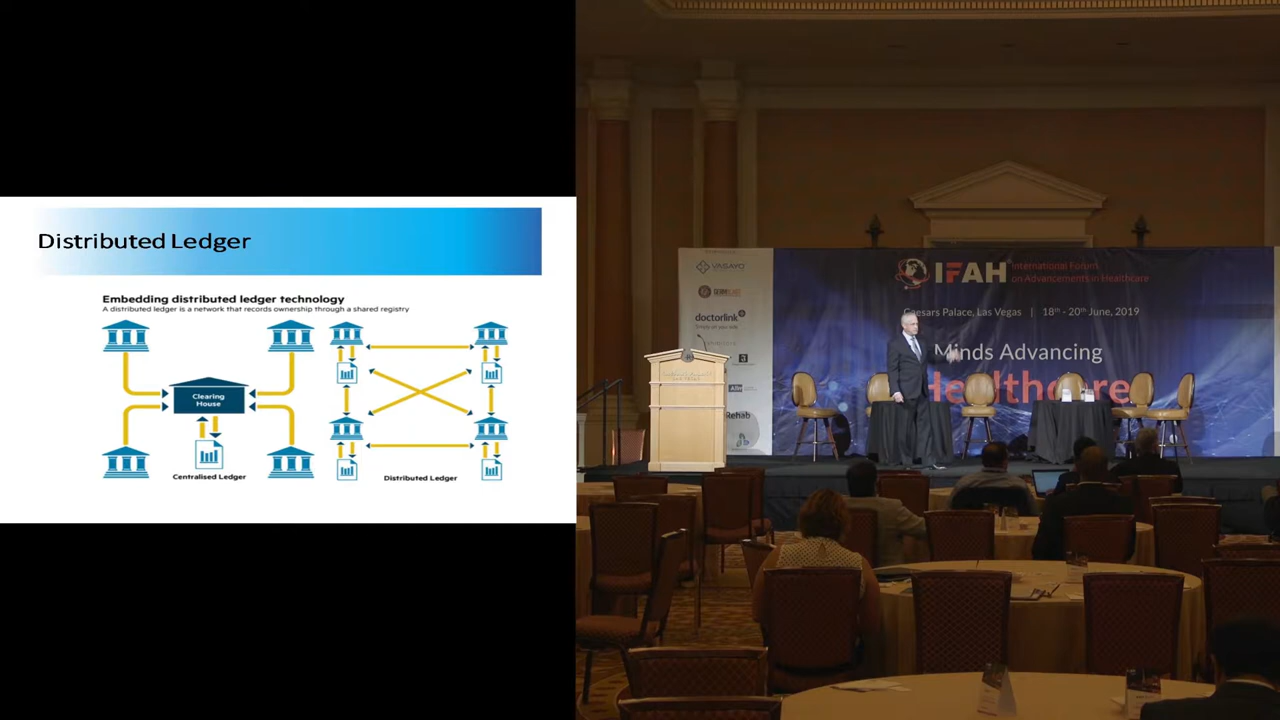 Distributed Ledger
Embedding distributed ledger technology
A distributed ledger is a network that records ownership through a shared registry
Clearing
House
Centralised Ledger
Distributed Ledger
VASAYO
doctorlink
Rehab
IFAH
International Forum
on Advancements in Healthcare
Caesars Palace, Las Vegas | 18th - 20th June, 2019
Minds Advancing
Healthcare